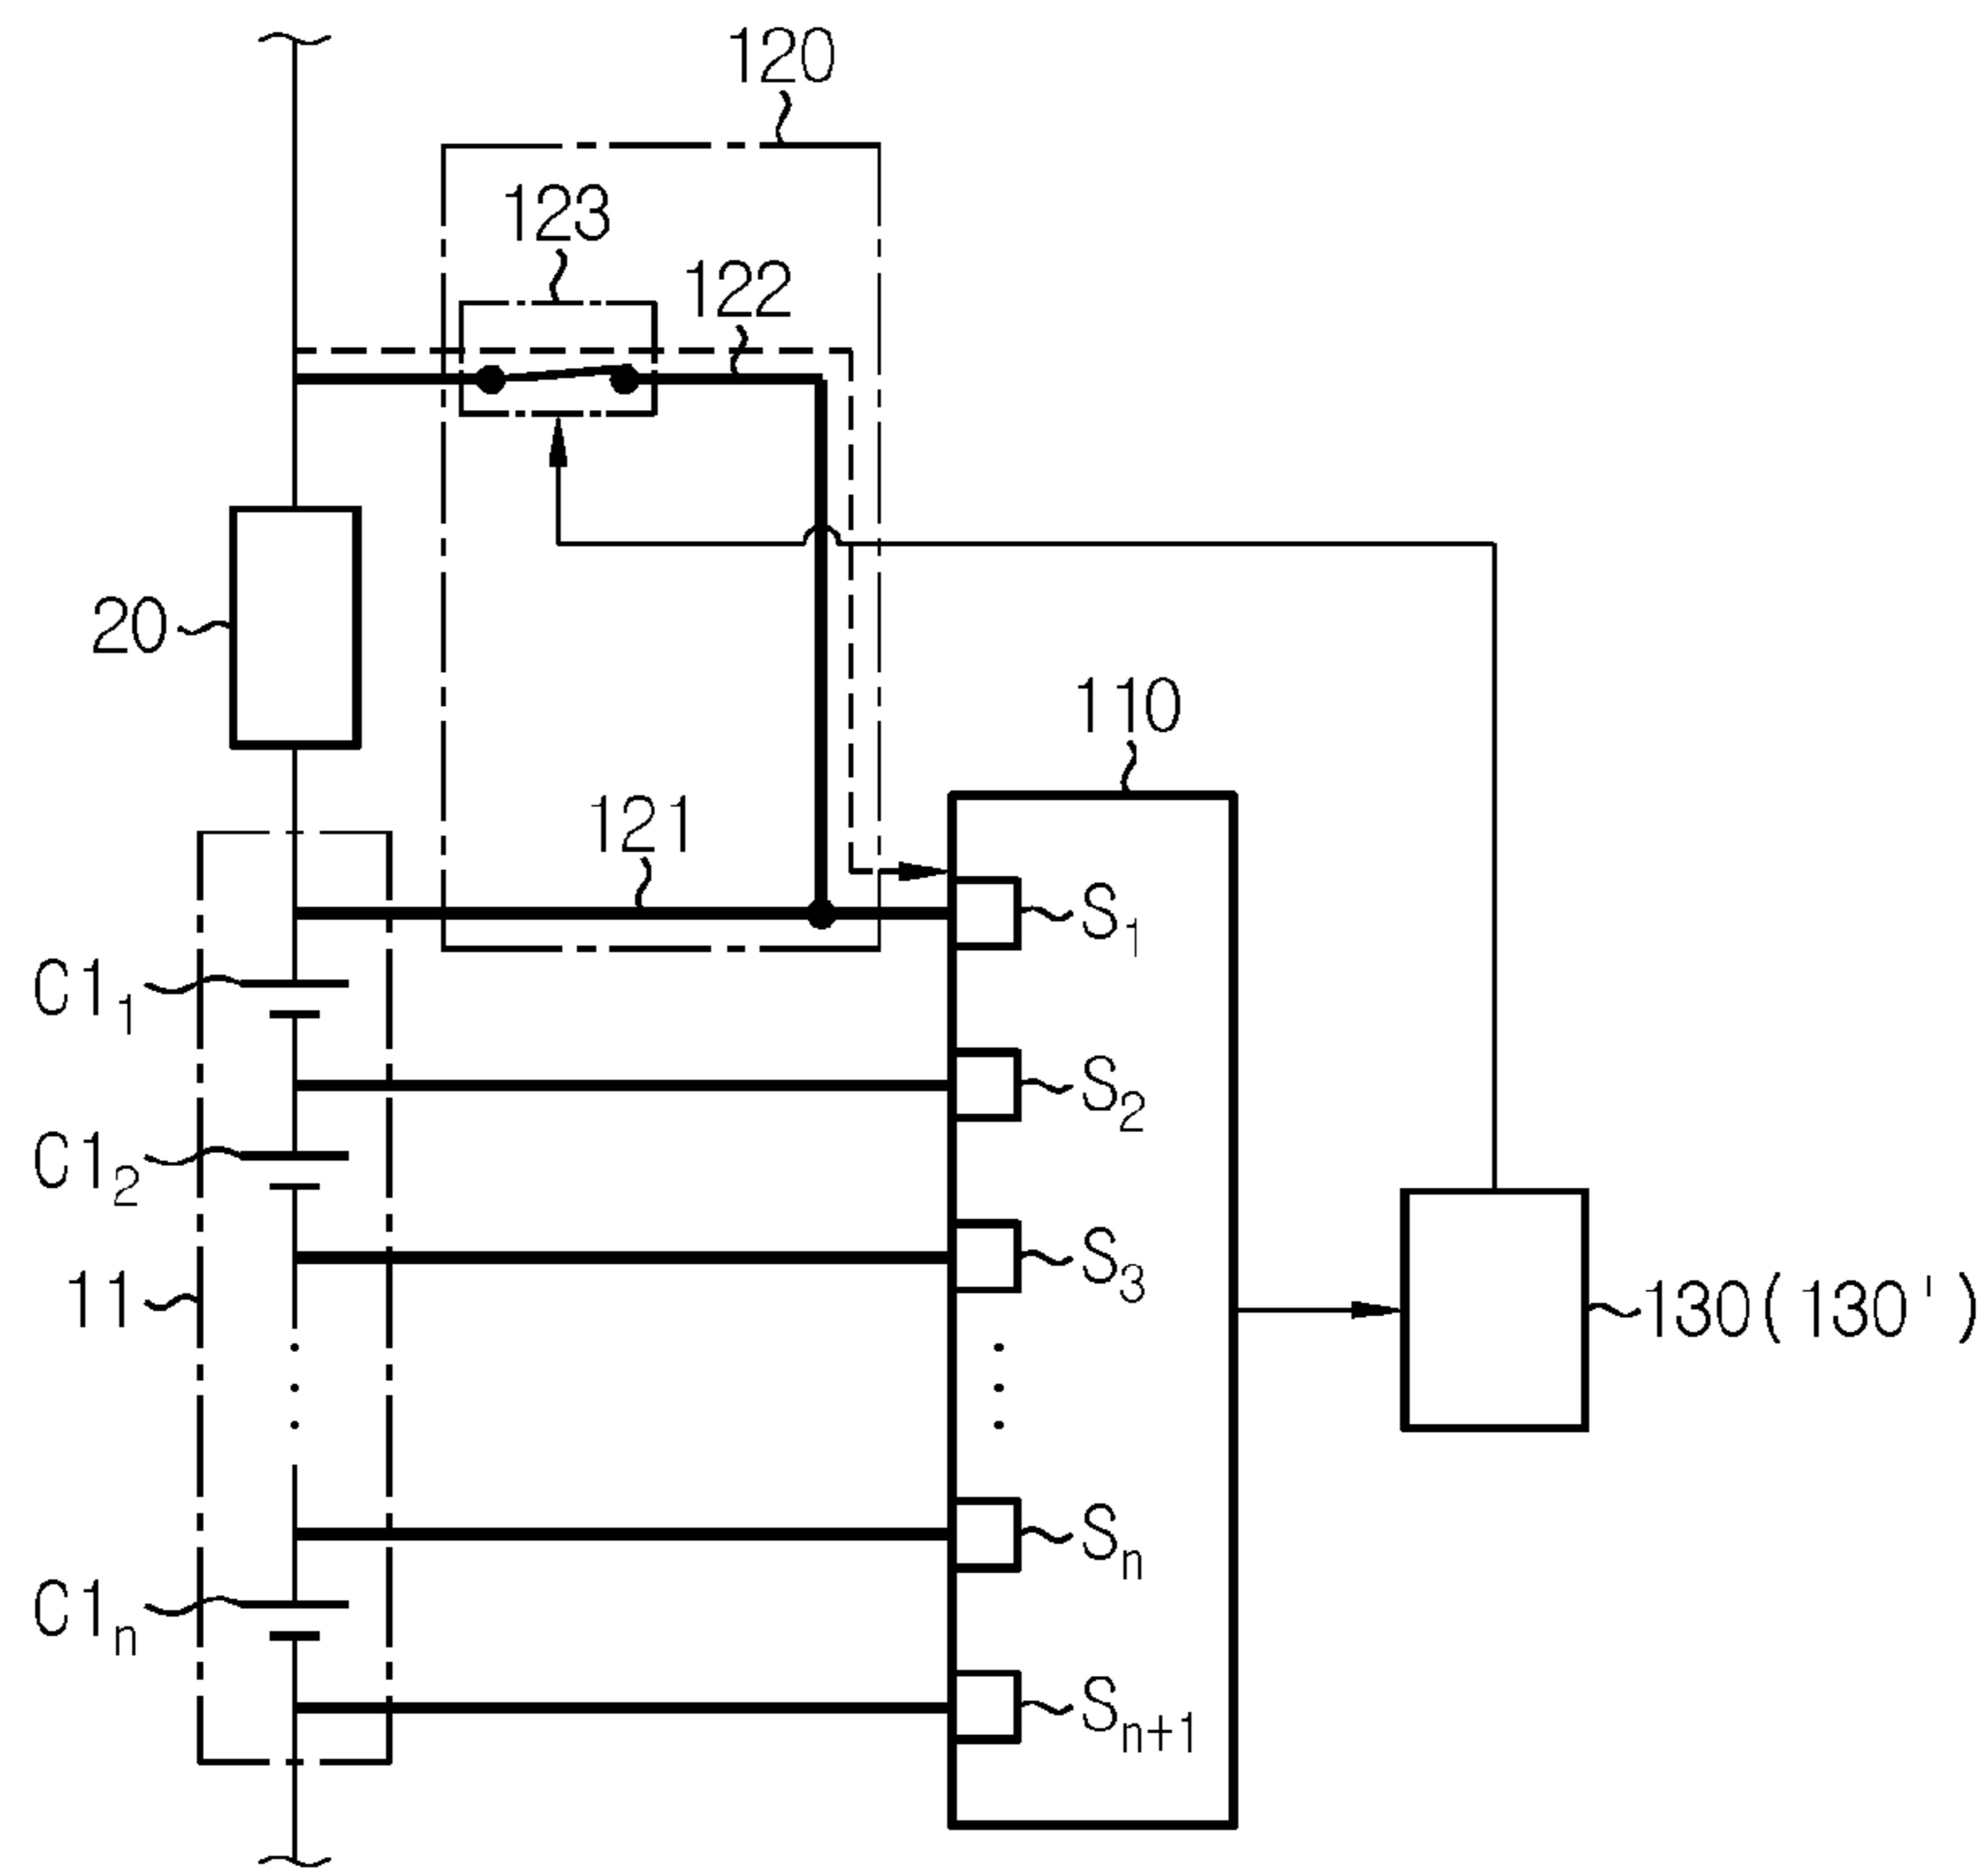 120
123
122
20
110
121
S₁
C1₁
S₂
C1₂
S₃
11
130(130')
Sₙ
C1ₙ
Sₙ₊₁